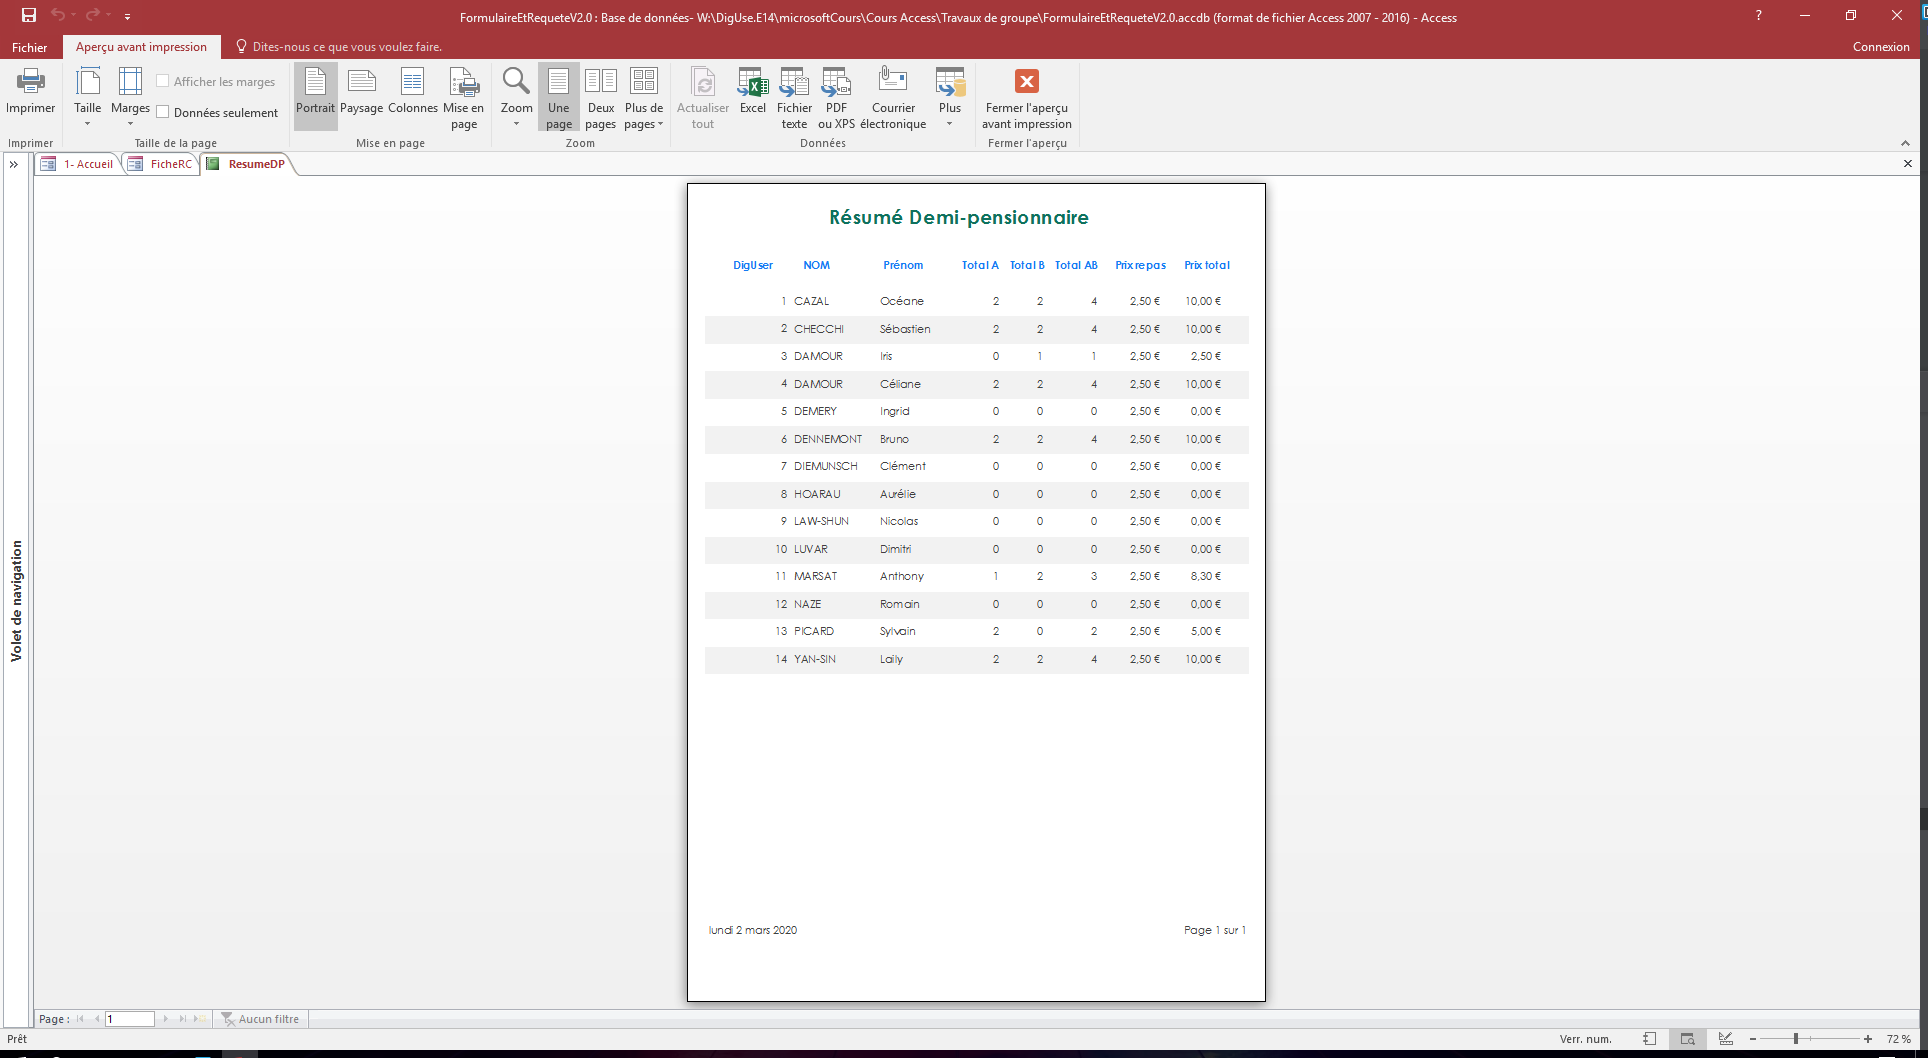 FormulaireEtRequeteV2.0 : Base de données- W:\DigUse.E14\microsoftCours\Cours Access\Travaux de groupe\FormulaireEtRequeteV2.0.accdb (format de fichier Access 2007 - 2016) - Access ?
Fichier Aperçu avant impression Dites-nous ce que vous voulez faire. Connexion
Imprimer Taille Marges Afficher les marges Données seulement Portrait Paysage Colonnes Mise en page Zoom Une page Deux pages Plus de pages Actualiser tout Excel Fichier texte PDF ou XPS Courrier électronique Plus Fermer l'aperçu avant impression
Imprimer Taille de la page Mise en page Zoom Données Fermer l'aperçu
1- Accueil FicheRC ResumeDP
Volet de navigation
Résumé Demi-pensionnaire
DigUser NOM Prénom Total A Total B Total AB Prix repas Prix total
1 CAZAL Océane 2 2 4 2,50 € 10,00 €
2 CHECCHI Sébastien 2 2 4 2,50 € 10,00 €
3 DAMOUR Iris 0 1 1 2,50 € 2,50 €
4 DAMOUR Céliane 2 2 4 2,50 € 10,00 €
5 DEMERY Ingrid 0 0 0 2,50 € 0,00 €
6 DENNEMONT Bruno 2 2 4 2,50 € 10,00 €
7 DIEMUNSCH Clément 0 0 0 2,50 € 0,00 €
8 HOARAU Aurélie 0 0 0 2,50 € 0,00 €
9 LAW-SHUN Nicolas 0 0 0 2,50 € 0,00 €
10 LUVAR Dimitri 0 0 0 2,50 € 0,00 €
11 MARSAT Anthony 1 2 3 2,50 € 8,30 €
12 NAZE Romain 0 0 0 2,50 € 0,00 €
13 PICARD Sylvain 2 0 2 2,50 € 5,00 €
14 YAN-SIN Laily 2 2 4 2,50 € 10,00 €
lundi 2 mars 2020 Page 1 sur 1
Page : 1 Aucun filtre
Prêt Verr. num. 72 %